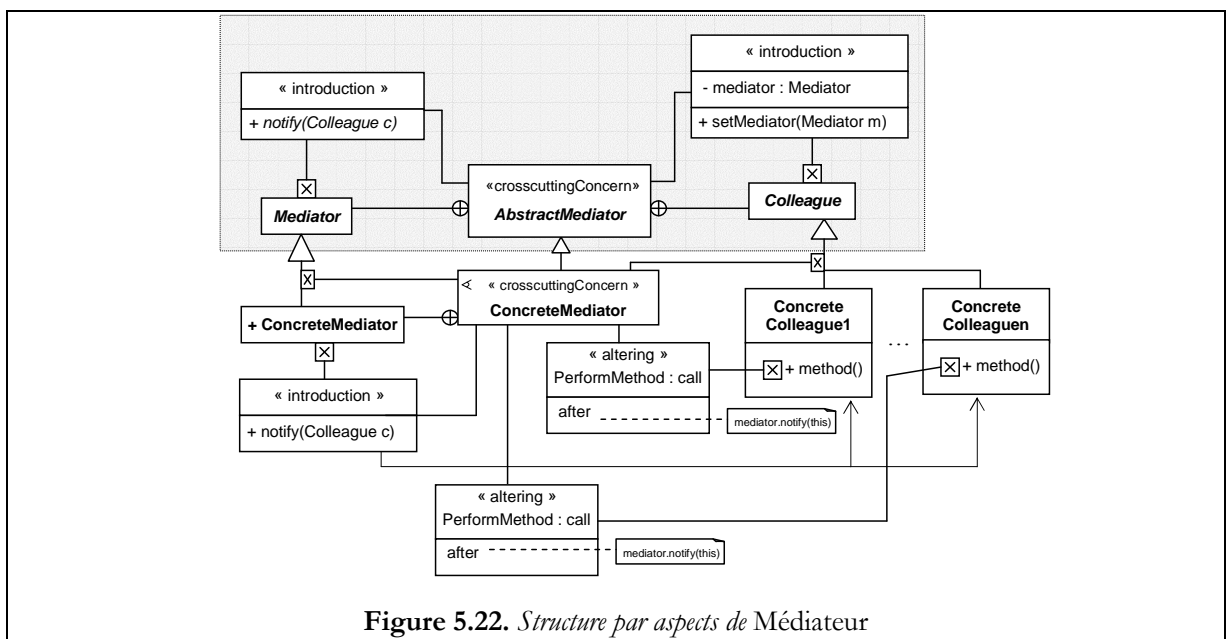 « introduction »
+ notify(Colleague c)
« introduction »
- mediator : Mediator
+ setMediator(Mediator m)
X
X
«crosscuttingConcern»
AbstractMediator
Mediator
Colleague
X
X
« crosscuttingConcern »
ConcreteMediator
+ ConcreteMediator
X
« introduction »
+ notify(Colleague c)
Concrete
Colleague1
X + method()
...
Concrete
Colleaguen
X + method()
« altering »
PerformMethod : call
after
mediator.notify(this)
« altering »
PerformMethod : call
after
mediator.notify(this)
Figure 5.22. Structure par aspects de Médiateur